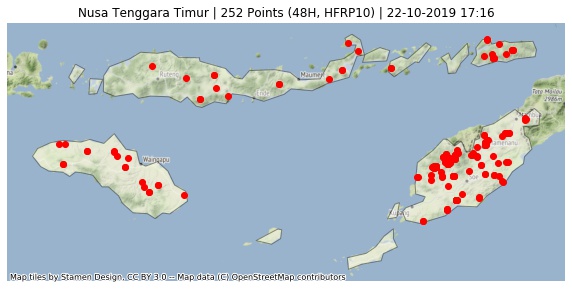 Nusa Tenggara Timur | 252 Points (48H, HFRP10) | 22-10-2019 17:16
Ruteng
Maumere
Ende
Waingapu
Kefamenanu
Kupang
Map tiles by Stamen Design, CC BY 3.0 -- Map data (C) OpenStreetMap contributors